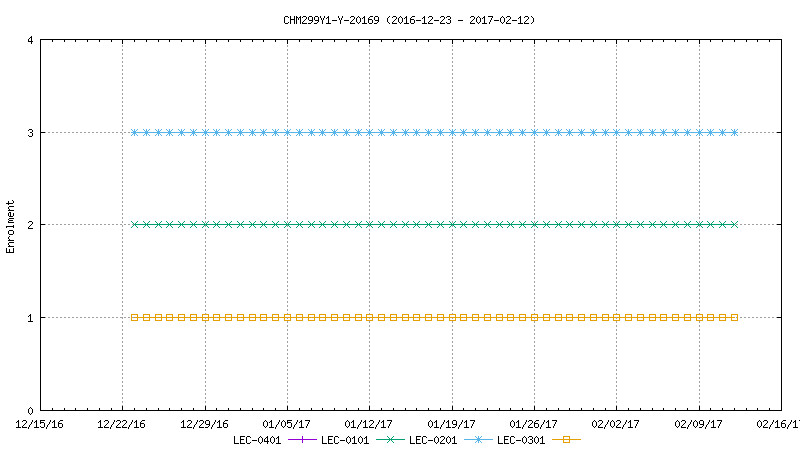 CHM299Y1-Y-20169 (2016-12-23 - 2017-02-12)
4
3
2
1
0
Enrolment
12/15/16 12/22/16 12/29/16 01/05/17 01/12/17 01/19/17 01/26/17 02/02/17 02/09/17 02/16/17
LEC-0401 LEC-0101 LEC-0201 LEC-0301